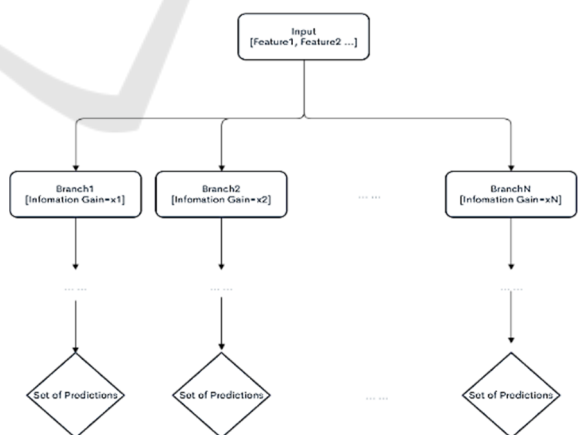 Input
[Feature1, Feature2 ...]
Branch1
[Infomation Gain=x1]
Branch2
[Infomation Gain=x2]
... ...
BranchN
[Infomation Gain=xN]
... ...
... ...
... ...
Set of Predictions
Set of Predictions
... ...
Set of Predictions